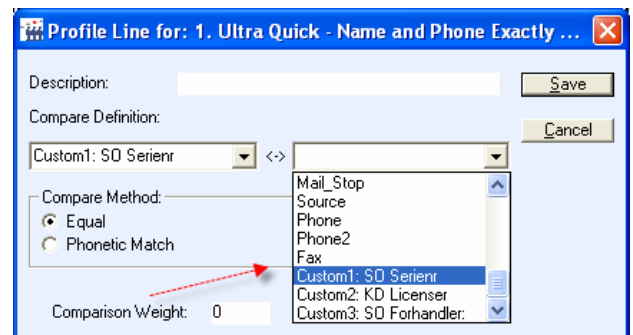 Profile Line for: 1. Ultra Quick - Name and Phone Exactly ...
Description:
Save
Compare Definition:
Cancel
Custom1: SO Serienr <->
Mail_Stop
Source
Phone
Phone2
Fax
Custom1: SO Serienr
Custom2: KD Licenser
Custom3: SO Forhandler:
Compare Method:
Equal
Phonetic Match
Comparison Weight: 0